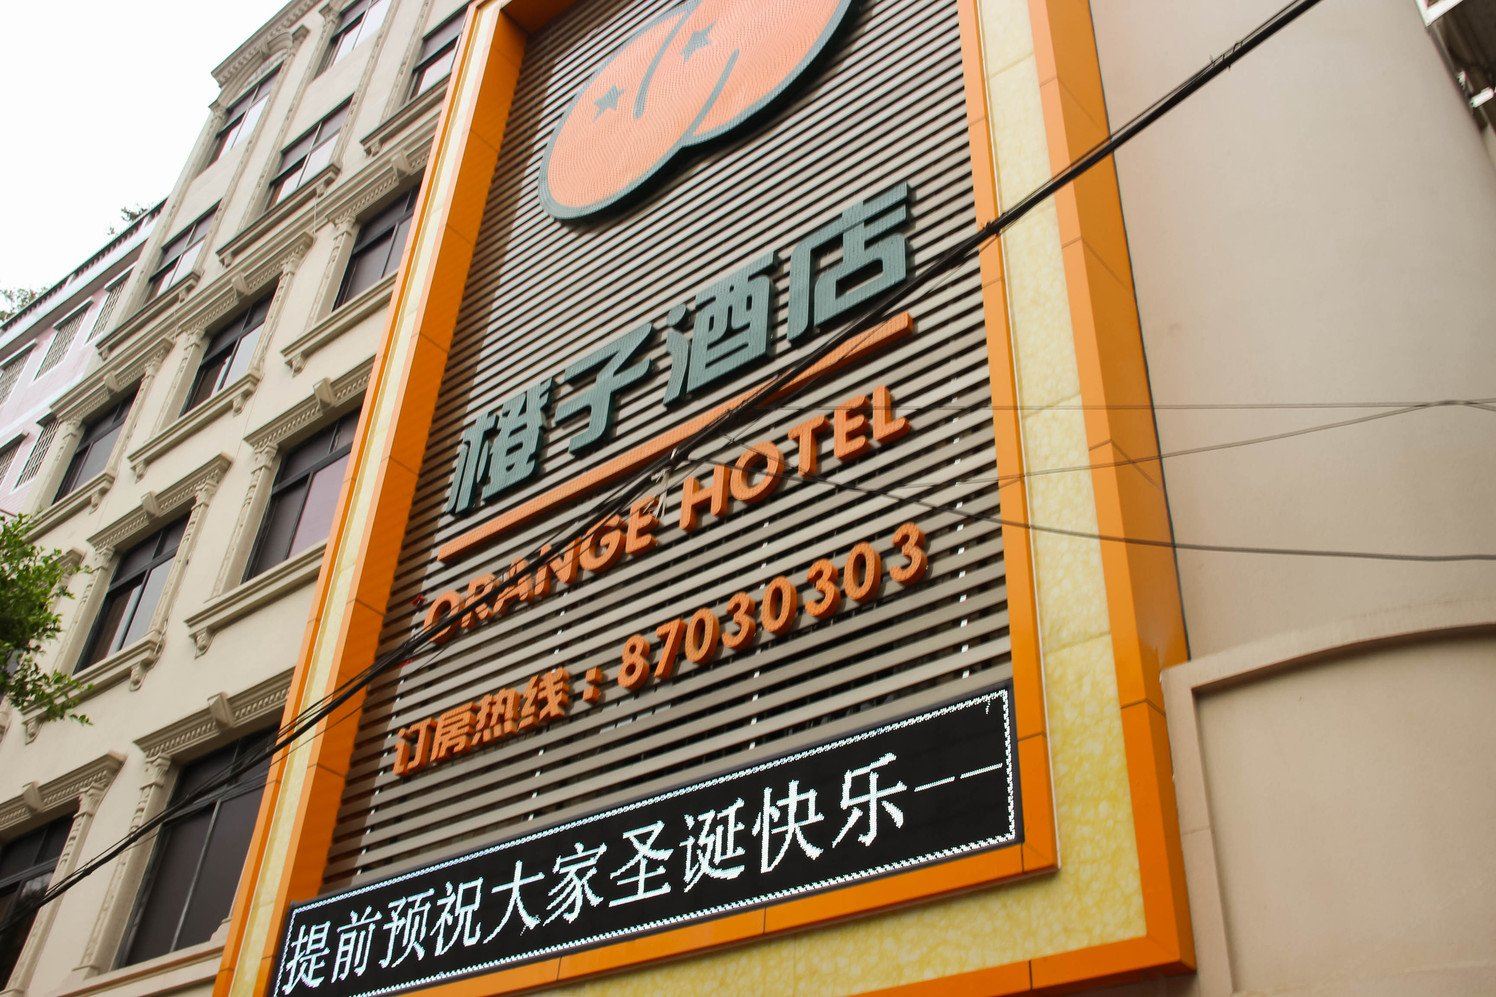 橙子酒店
ORANGE HOTEL
订房热线:87030303
提前预祝大家圣诞快乐--